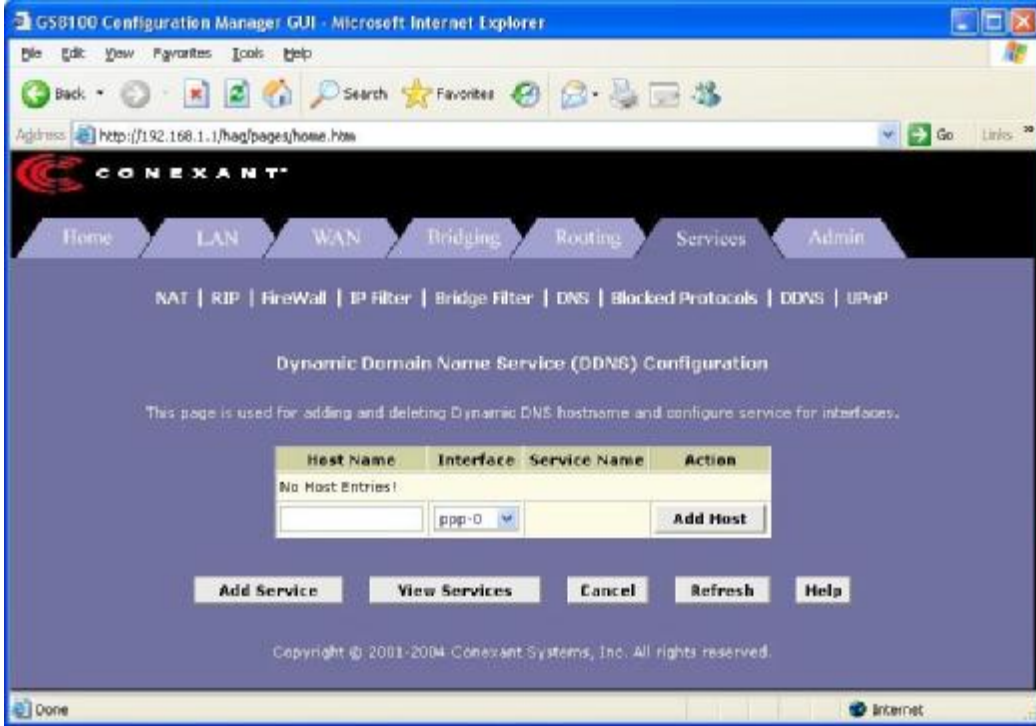 GS8100 Configuration Manager GUI - Microsoft Internet Explorer
File Edit View Favorites Tools Help
Back Search Favorites
Address http://192.168.1.1/hag/pages/home.htm Go Links »
CONEXANT™
Home LAN WAN Bridging Routing Services Admin
NAT | RIP | FireWall | IP Filter | Bridge Filter | DNS | Blocked Protocols | DDNS | UPnP
Dynamic Domain Name Service (DDNS) Configuration
This page is used for adding and deleting Dynamic DNS hostname and configure service for interfaces.
Host Name Interface Service Name Action
No Host Entries!
ppp-0 Add Host
Add Service View Services Cancel Refresh Help
Copyright © 2001-2004 Conexant Systems, Inc. All rights reserved.
Done Internet